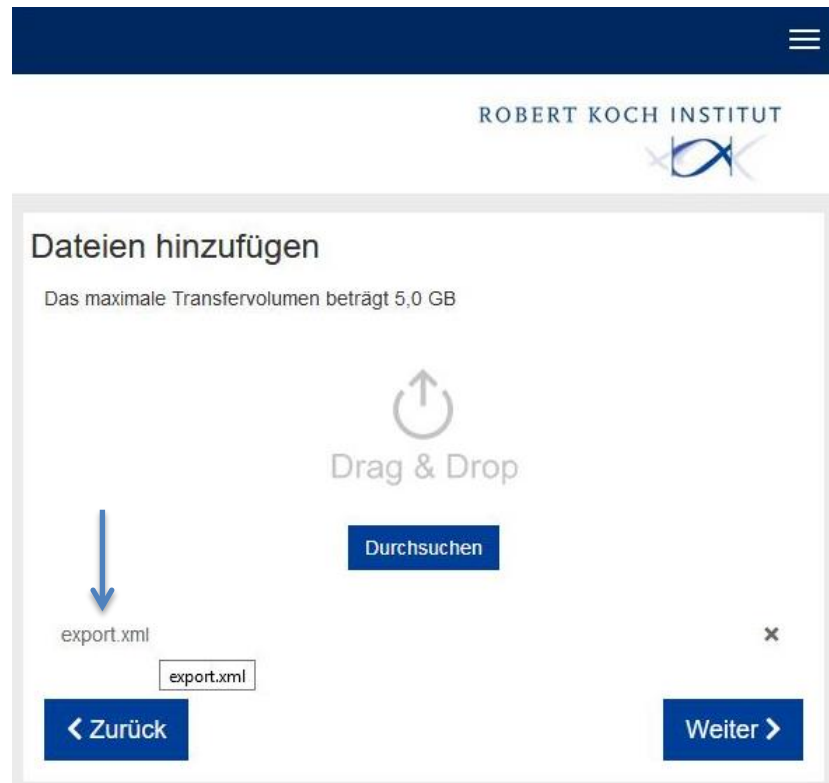 ROBERT KOCH INSTITUT
Dateien hinzufügen
Das maximale Transfervolumen beträgt 5,0 GB
Drag & Drop
Durchsuchen
export.xml
export.xml
Zurück
Weiter